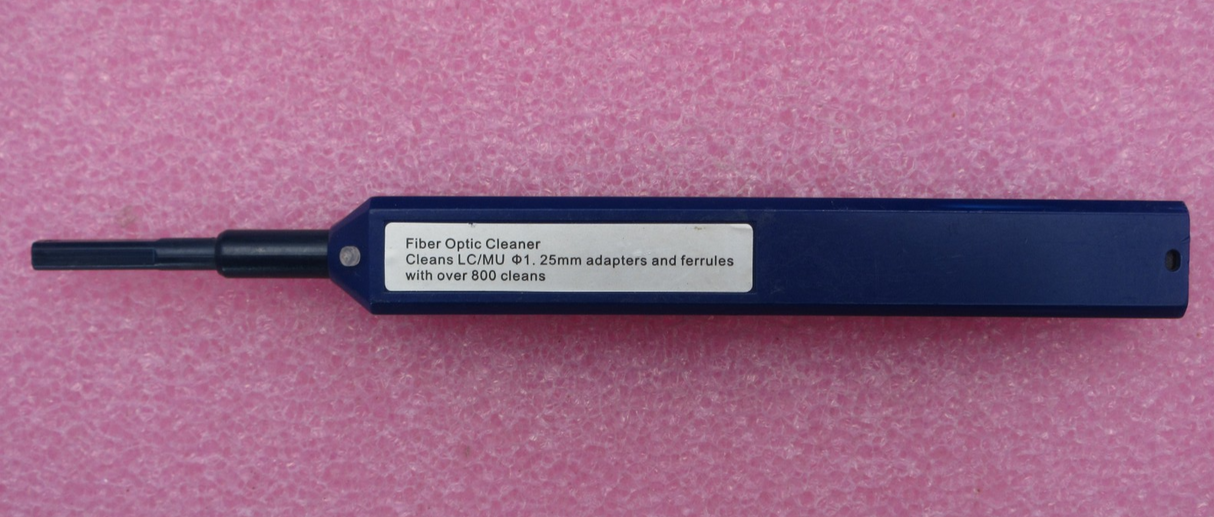 Fiber Optic Cleaner
Cleans LC/MU Φ1. 25mm adapters and ferrules
with over 800 cleans